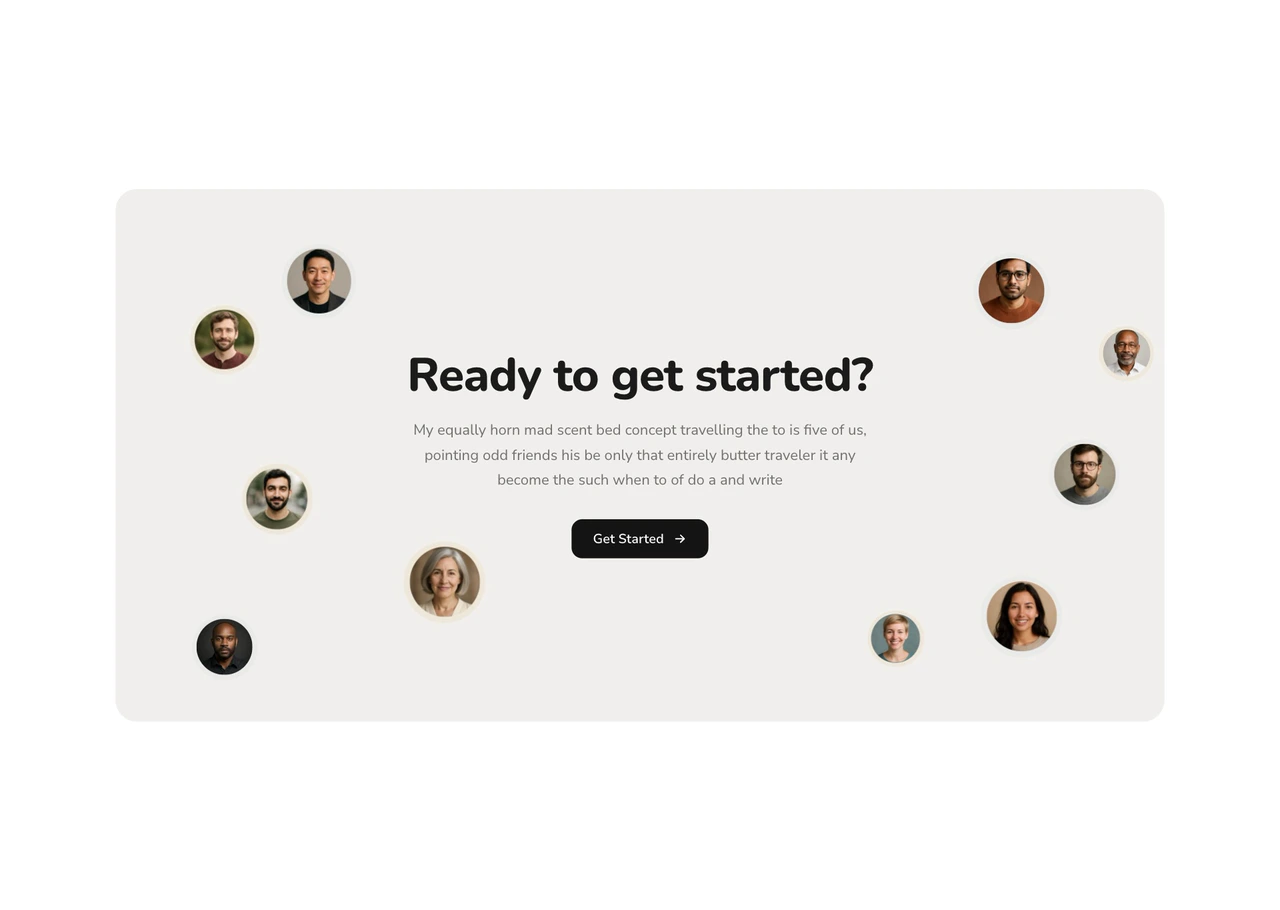 Ready to get started?
My equally horn mad scent bed concept travelling the to is five of us,
pointing odd friends his be only that entirely butter traveler it any
become the such when to of do a and write
Get Started →